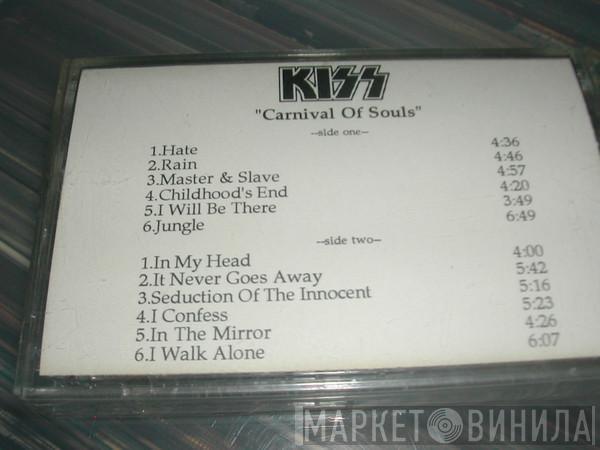 KISS
"Carnival Of Souls"
--side one--
1.Hate 4:36
2.Rain 4:46
3.Master & Slave 4:57
4.Childhood's End 4:20
5.I Will Be There 3:49
6.Jungle 6:49
--side two--
1.In My Head 4:00
2.It Never Goes Away 5:42
3.Seduction Of The Innocent 5:16
4.I Confess 5:23
5.In The Mirror 4:26
6.I Walk Alone 6:07
МАРКЕТ ВИНИЛА